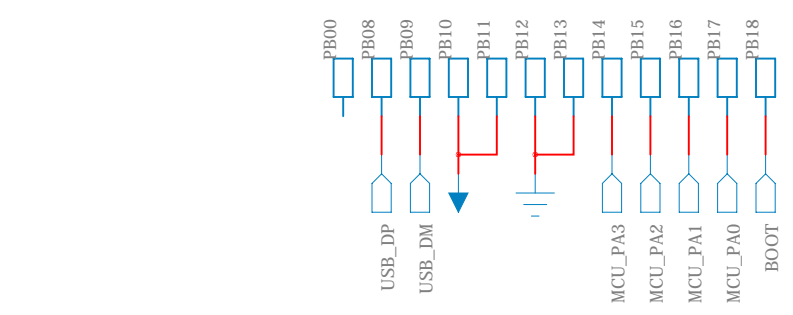 PB00
PB08
PB09
PB10
PB11
PB12
PB13
PB14
PB15
PB16
PB17
PB18
USB_DP
USB_DM
MCU_PA3
MCU_PA2
MCU_PA1
MCU_PA0
BOOT